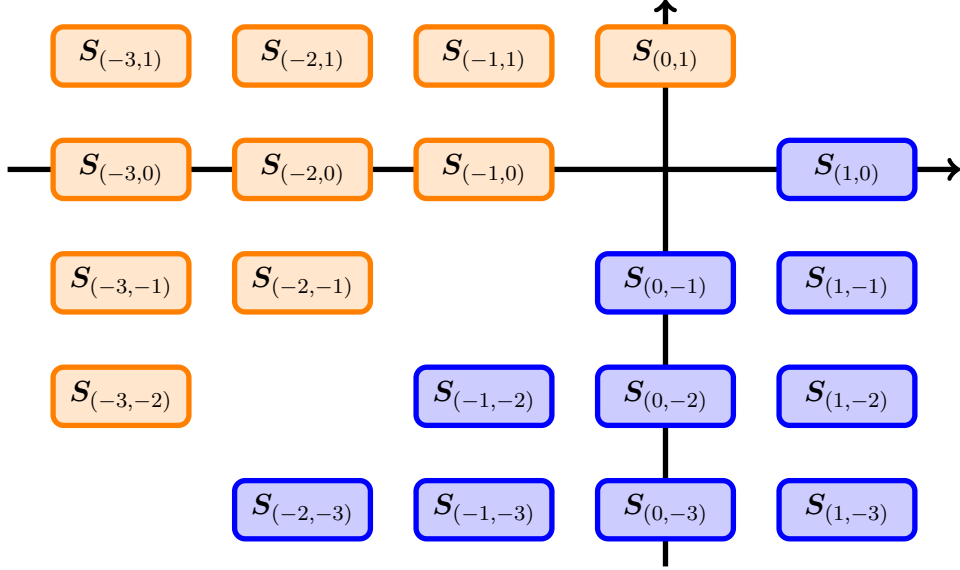 S(−3,1) S(−2,1) S(−1,1) S(0,1)
S(−3,0) S(−2,0) S(−1,0) S(1,0)
S(−3,−1) S(−2,−1) S(0,−1) S(1,−1)
S(−3,−2) S(−1,−2) S(0,−2) S(1,−2)
S(−2,−3) S(−1,−3) S(0,−3) S(1,−3)